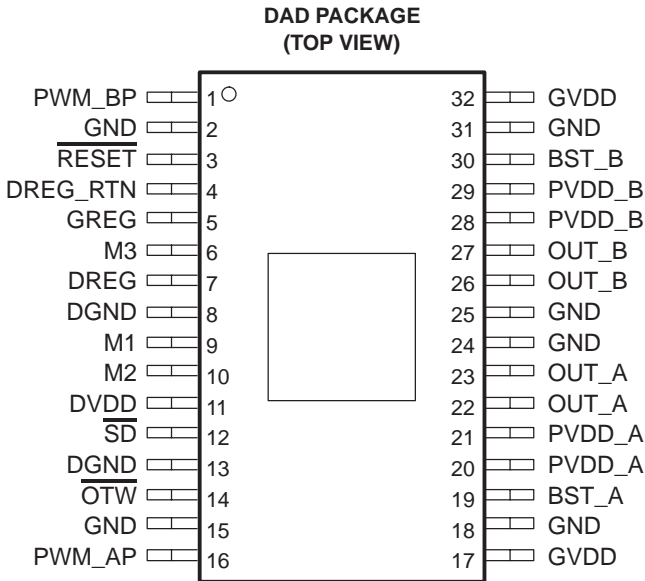 DAD PACKAGE
(TOP VIEW)
PWM_BP 1 32 GVDD
GND 2 31 GND
RESET 3 30 BST_B
DREG_RTN 4 29 PVDD_B
GREG 5 28 PVDD_B
M3 6 27 OUT_B
DREG 7 26 OUT_B
DGND 8 25 GND
M1 9 24 GND
M2 10 23 OUT_A
DVDD 11 22 OUT_A
SD 12 21 PVDD_A
DGND 13 20 PVDD_A
OTW 14 19 BST_A
GND 15 18 GND
PWM_AP 16 17 GVDD